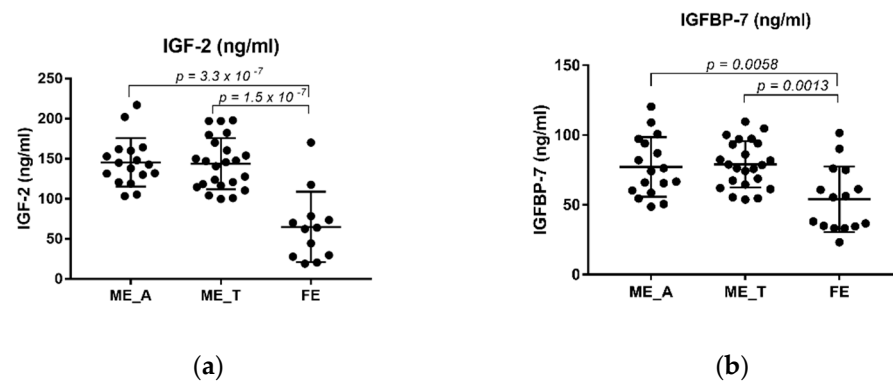 IGF-2 (ng/ml)
p = 3.3 x 10 -7
p = 1.5 x 10 -7
IGF-2 (ng/ml)
250
200
150
100
50
0
ME_A ME_T FE
(a)
IGFBP-7 (ng/ml)
p = 0.0058
p = 0.0013
IGFBP-7 (ng/ml)
150
100
50
0
ME_A ME_T FE
(b)